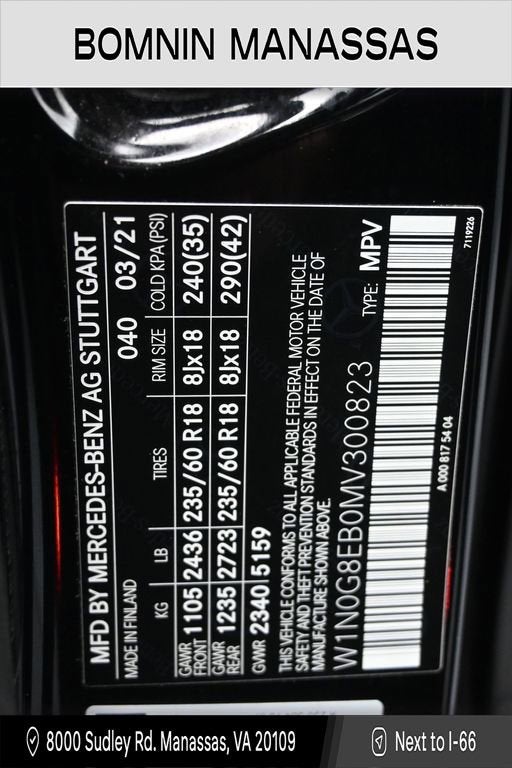 BOMNIN MANASSAS
MFD BY MERCEDES-BENZ AG STUTTGART
MADE IN FINLAND 040 03/21
KG LB TIRES RIM SIZE COLD KPA(PSI)
GAWR FRONT 1105 2436 235/60 R18 8Jx18 240(35)
GAWR REAR 1235 2723 235/60 R18 8Jx18 290(42)
GWR 2340 5159
THIS VEHICLE CONFORMS TO ALL APPLICABLE FEDERAL MOTOR VEHICLE
SAFETY AND THEFT PREVENTION STANDARDS IN EFFECT ON THE DATE OF
MANUFACTURE SHOWN ABOVE.
W1N0G8EB0MV300823 TYPE: MPV
A 000 817 54 04
7119226
8000 Sudley Rd. Manassas, VA 20109
Next to I-66